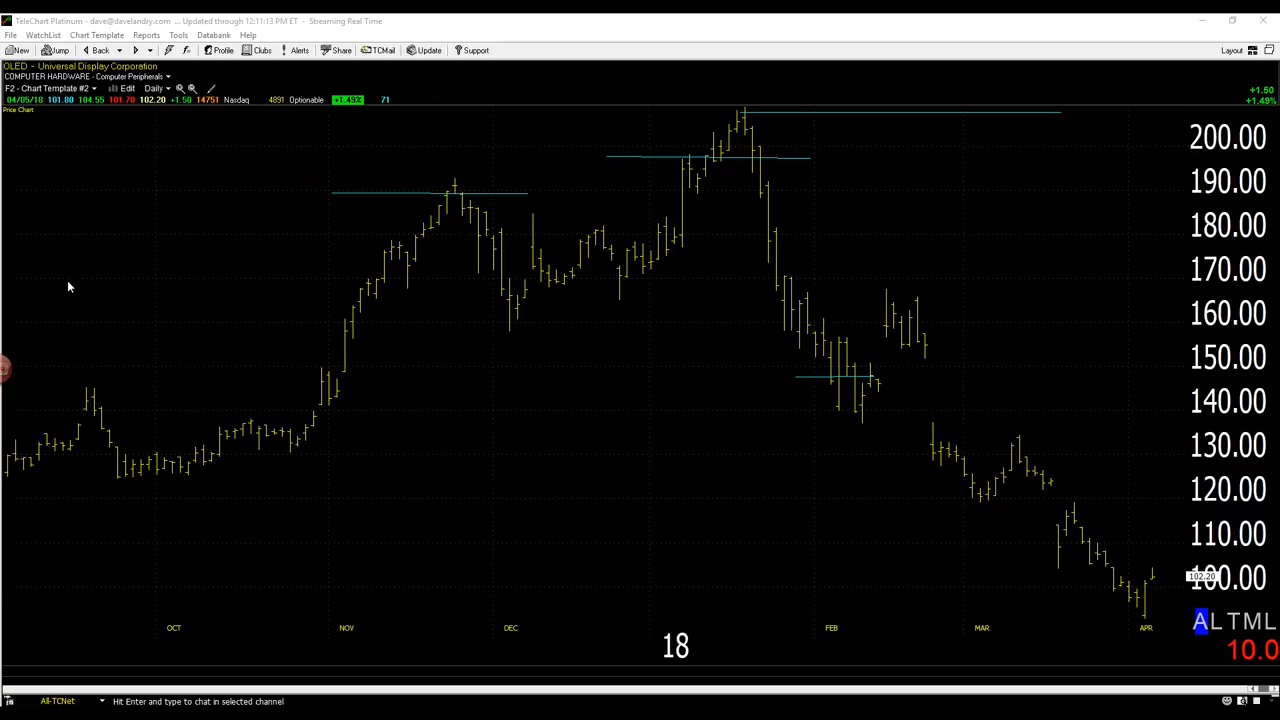 TeleChart Platinum - dave@davelandry.com ... Updated through 12:11:13 PM ET - Streaming Real Time
File WatchList Chart Template Reports Tools Databank Help
New Jump Back Profile Clubs Alerts Share TCMail Update Support Layout
OLED - Universal Display Corporation
COMPUTER HARDWARE - Computer Peripherals
F2 - Chart Template #2 Edit Daily
+1.50
04/05/18 101.80 104.55 101.70 102.20 +1.50 14751 Nasdaq 4891 Optionable +1.49% 71 +1.49%
Price Chart
200.00
190.00
180.00
170.00
160.00
150.00
140.00
130.00
120.00
110.00
102.20 100.00
ALTML
OCT NOV DEC FEB MAR APR
18
10.0
All-TCNet Hit Enter and type to chat in selected channel